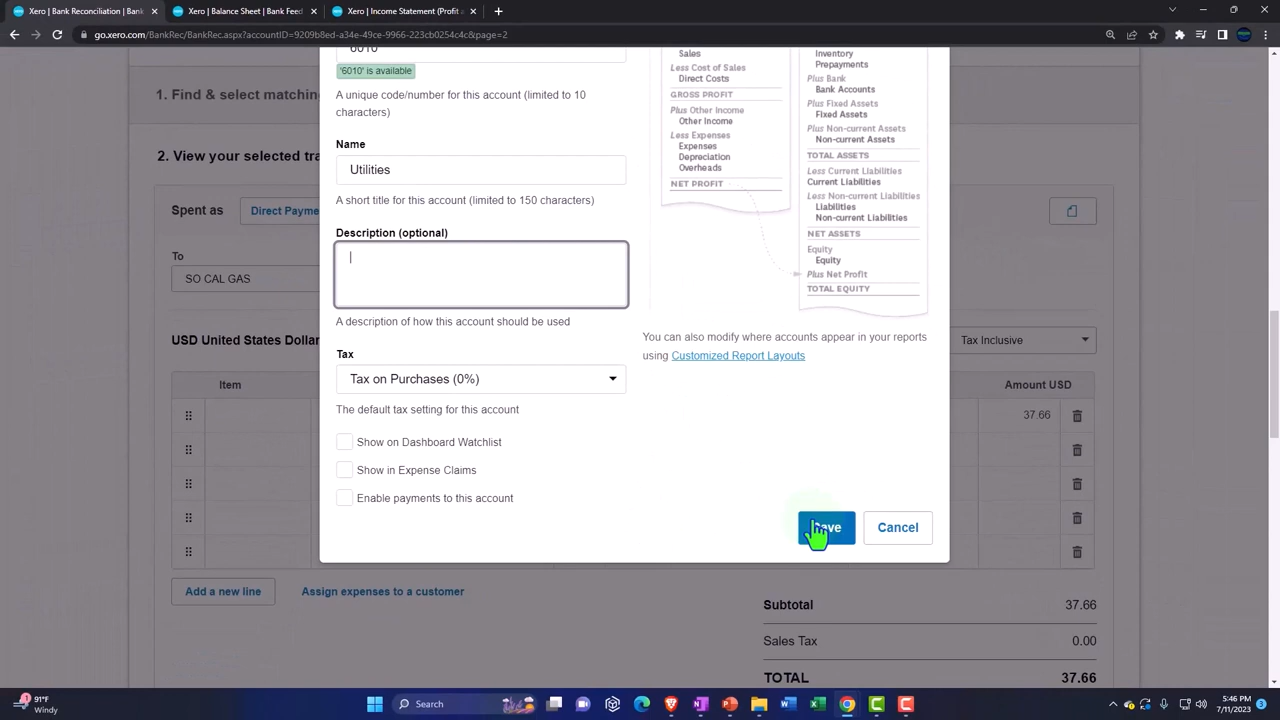 Xero | Bank Reconciliation | Bank
Xero | Balance Sheet | Bank Feed
Xero | Income Statement (Profit a
go.xero.com/BankRec/BankRec.aspx?accountID=9209b8ed-a34e-49ce-9966-223cb0254c4c&page=2
6010
'6010' is available
A unique code/number for this account (limited to 10
characters)
Name
Utilities
A short title for this account (limited to 150 characters)
Description (optional)
A description of how this account should be used
Tax
Tax on Purchases (0%)
The default tax setting for this account
Show on Dashboard Watchlist
Show in Expense Claims
Enable payments to this account
Sales
Less Cost of Sales
Direct Costs
GROSS PROFIT
Plus Other Income
Other Income
Less Expenses
Expenses
Depreciation
Overheads
NET PROFIT
Inventory
Prepayments
Plus Bank
Bank Accounts
Plus Fixed Assets
Fixed Assets
Plus Non-current Assets
Non-current Assets
TOTAL ASSETS
Less Current Liabilities
Current Liabilities
Less Non-current Liabilities
Liabilities
Non-current Liabilities
NET ASSETS
Equity
Equity
Plus Net Profit
TOTAL EQUITY
You can also modify where accounts appear in your reports
using Customized Report Layouts
Save
Cancel
1. Find & select matching
2. View your selected tra
Spent as
Direct Payme
To
SO CAL GAS
USD United States Dollar
Tax Inclusive
Item
Amount USD
37.66
Add a new line
Assign expenses to a customer
Subtotal 37.66
Sales Tax 0.00
TOTAL 37.66
1
91°F
Windy
Search
5:46 PM
7/11/2023
3